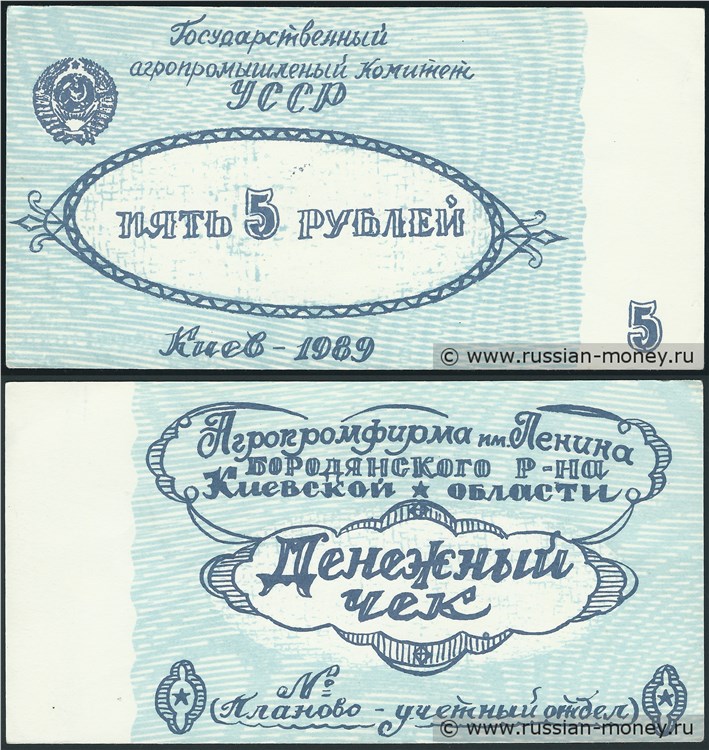 Государственный
агропромышленый комитет
УССР
ПЯТЬ 5 РУБЛЕЙ
5
Киев - 1989
© www.russian-money.ru
Агропромфирма им. Ленина
БОРОДЯНСКОГО Р-НА
Киевской ★ области
Денежный
чек
№
(Планово - учетный отдел)
© www.russian-money.ru